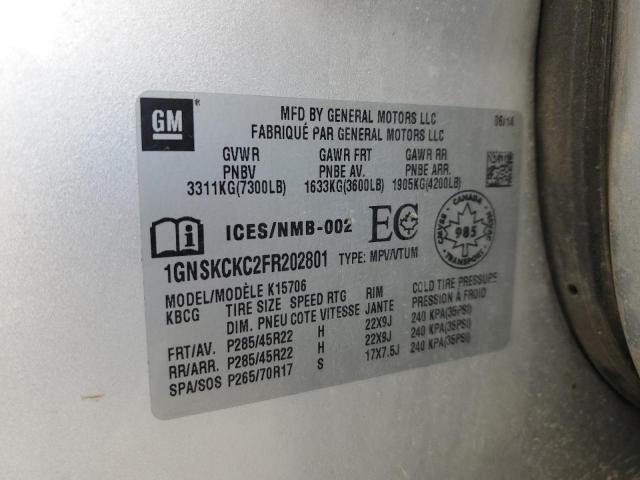 GM
MFD BY GENERAL MOTORS LLC 06/14
FABRIQUÉ PAR GENERAL MOTORS LLC
GVWR GAWR FRT GAWR RR
PNBV PNBE AV. PNBE ARR.
3311KG(7300LB) 1633KG(3600LB) 1905KG(4200LB)
ICES/NMB-002 EC
CANADA
985
TRANSPORT
1GNSKCKC2FR202801 TYPE: MPV/VTUM
MODEL/MODÈLE K15706
KBCG TIRE SIZE SPEED RTG RIM COLD TIRE PRESSURE
DIM. PNEU COTE VITESSE JANTE PRESSION A FROID
FRT/AV. P285/45R22 H 22X9J 240 KPA(35PSI)
RR/ARR. P285/45R22 H 22X9J 240 KPA(35PSI)
SPA/SOS P265/70R17 S 17X7.5J 240 KPA(35PSI)